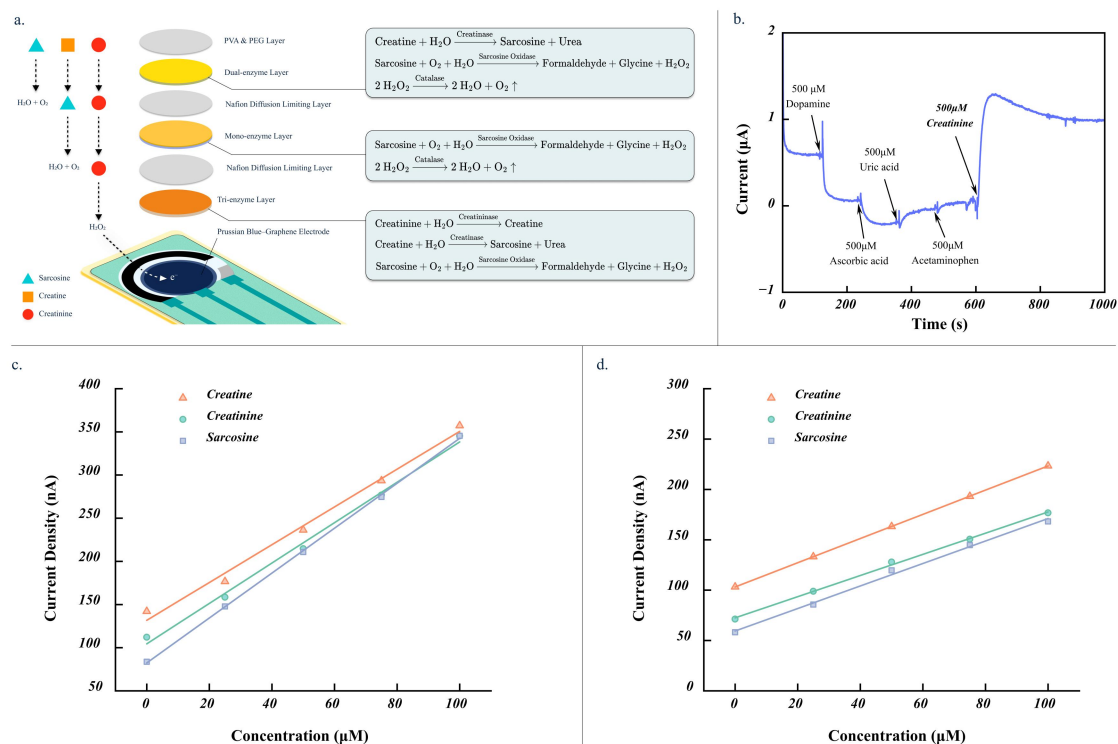 a.
PVA & PEG Layer
Dual-enzyme Layer
H₂O + O₂
Nafion Diffusion Limiting Layer
Mono-enzyme Layer
H₂O + O₂
Nafion Diffusion Limiting Layer
Tri-enzyme Layer
H₂O₂
Prussian Blue–Graphene Electrode
e⁻
Sarcosine
Creatine
Creatinine
Creatine + H₂O —Creatinase→ Sarcosine + Urea
Sarcosine + O₂ + H₂O —Sarcosine Oxidase→ Formaldehyde + Glycine + H₂O₂
2 H₂O₂ —Catalase→ 2 H₂O + O₂ ↑
Sarcosine + O₂ + H₂O —Sarcosine Oxidase→ Formaldehyde + Glycine + H₂O₂
2 H₂O₂ —Catalase→ 2 H₂O + O₂ ↑
Creatinine + H₂O —Creatininase→ Creatine
Creatine + H₂O —Creatinase→ Sarcosine + Urea
Sarcosine + O₂ + H₂O —Sarcosine Oxidase→ Formaldehyde + Glycine + H₂O₂
b.
Current (μA)
1
0
−1
500 μM
Dopamine
500μM
Ascorbic acid
500μM
Uric acid
500μM
Acetaminophen
500μM
Creatinine
0 200 400 600 800 1000
Time (s)
c.
Current Density (nA)
400
350
300
250
200
150
100
50
Creatine
Creatinine
Sarcosine
0 20 40 60 80 100
Concentration (μM)
d.
Current Density (nA)
300
250
200
150
100
50
0
Creatine
Creatinine
Sarcosine
0 20 40 60 80 100
Concentration (μM)